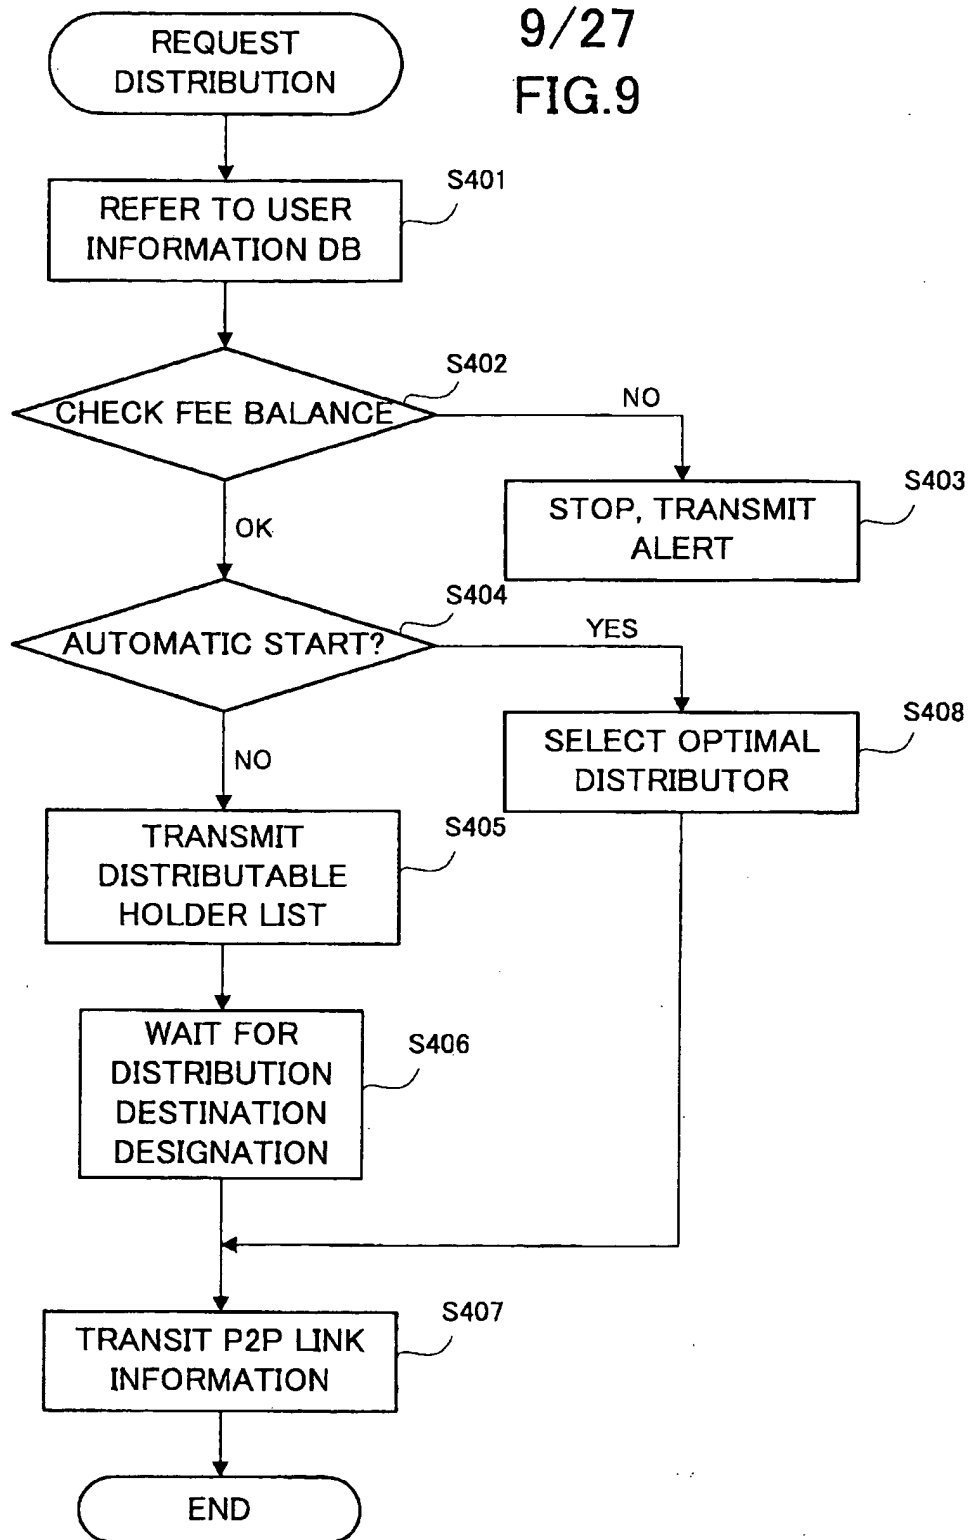 9/27
FIG.9
REQUEST
DISTRIBUTION
S401
REFER TO USER
INFORMATION DB
S402
CHECK FEE BALANCE
NO
OK
S403
STOP, TRANSMIT
ALERT
S404
AUTOMATIC START?
YES
NO
S408
SELECT OPTIMAL
DISTRIBUTOR
S405
TRANSMIT
DISTRIBUTABLE
HOLDER LIST
S406
WAIT FOR
DISTRIBUTION
DESTINATION
DESIGNATION
S407
TRANSIT P2P LINK
INFORMATION
END